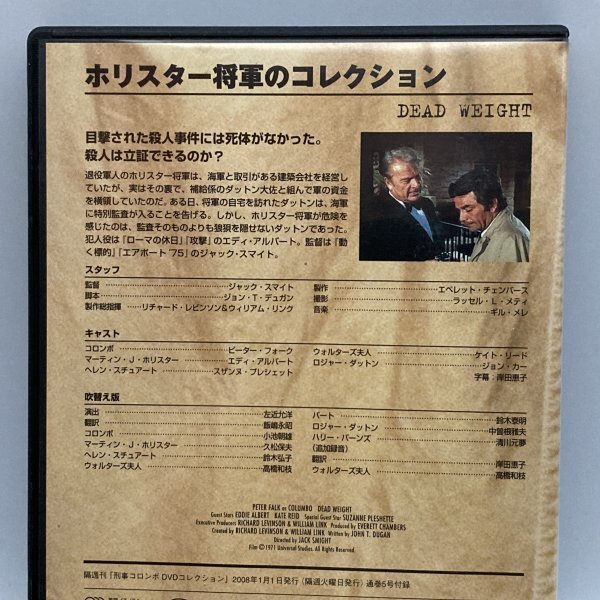 ホリスター将軍のコレクション
DEAD WEIGHT
目撃された殺人事件には死体がなかった。
殺人は立証できるのか？
退役軍人のホリスター将軍は、海軍と取引がある建築会社を経営し
ていたが、実はその裏で、補給係のダットン大佐と組んで軍の資金
を横領していたのだ。ある日、将軍の自宅を訪れたダットンは、海軍
に特別監査が入ることを告げる。しかし、ホリスター将軍が危険を
感じたのは、監査そのものよりも狼狽を隠せないダットンであった。
犯人役は「ローマの休日」「攻撃」のエディ・アルバート。監督は「動
く標的」「エアポート'75」のジャック・スマイト。
スタッフ
監督 ジャック・スマイト
脚本 ジョン・T・デュガン
製作総指揮 リチャード・レビンソン&ウィリアム・リンク
製作 エベレット・チェンバース
撮影 ラッセル・L・メティ
音楽 ギル・メレ
キャスト
コロンボ ピーター・フォーク
マーティン・J・ホリスター エディ・アルバート
ヘレン・スチュアート スザンヌ・プレシェット
ウォルターズ夫人 ケイト・リード
ロジャー・ダットン ジョン・カー
字幕：岸田恵子
吹替え版
演出 左近允洋
翻訳 飯嶋永昭
コロンボ 小池朝雄
マーティン・J・ホリスター 久松保夫
ヘレン・スチュアート 鈴木弘子
ウォルターズ夫人 高橋和枝
バート 鈴木泰明
ロジャー・ダットン 中曽根雅夫
ハリー・バーンズ 清川元夢
（追加録音）
翻訳 岸田恵子
ウォルターズ夫人 高橋和枝
PETER FALK as COLUMBO DEAD WEIGHT
Guest Stars EDDIE ALBERT KATE REID Special Guest Star SUZANNE PLESHETTE
Executive Producers RICHARD LEVINSON & WILLIAM LINK Produced by EVERETT CHAMBERS
Created by RICHARD LEVINSON & WILLIAM LINK Written by JOHN T. DUGAN
Directed by JACK SMIGHT
Film ©1971 Universal Studios. All Rights Reserved.
隔週刊「刑事コロンボDVDコレクション」2008年1月1日発行（隔週火曜日発行）通巻5号付録